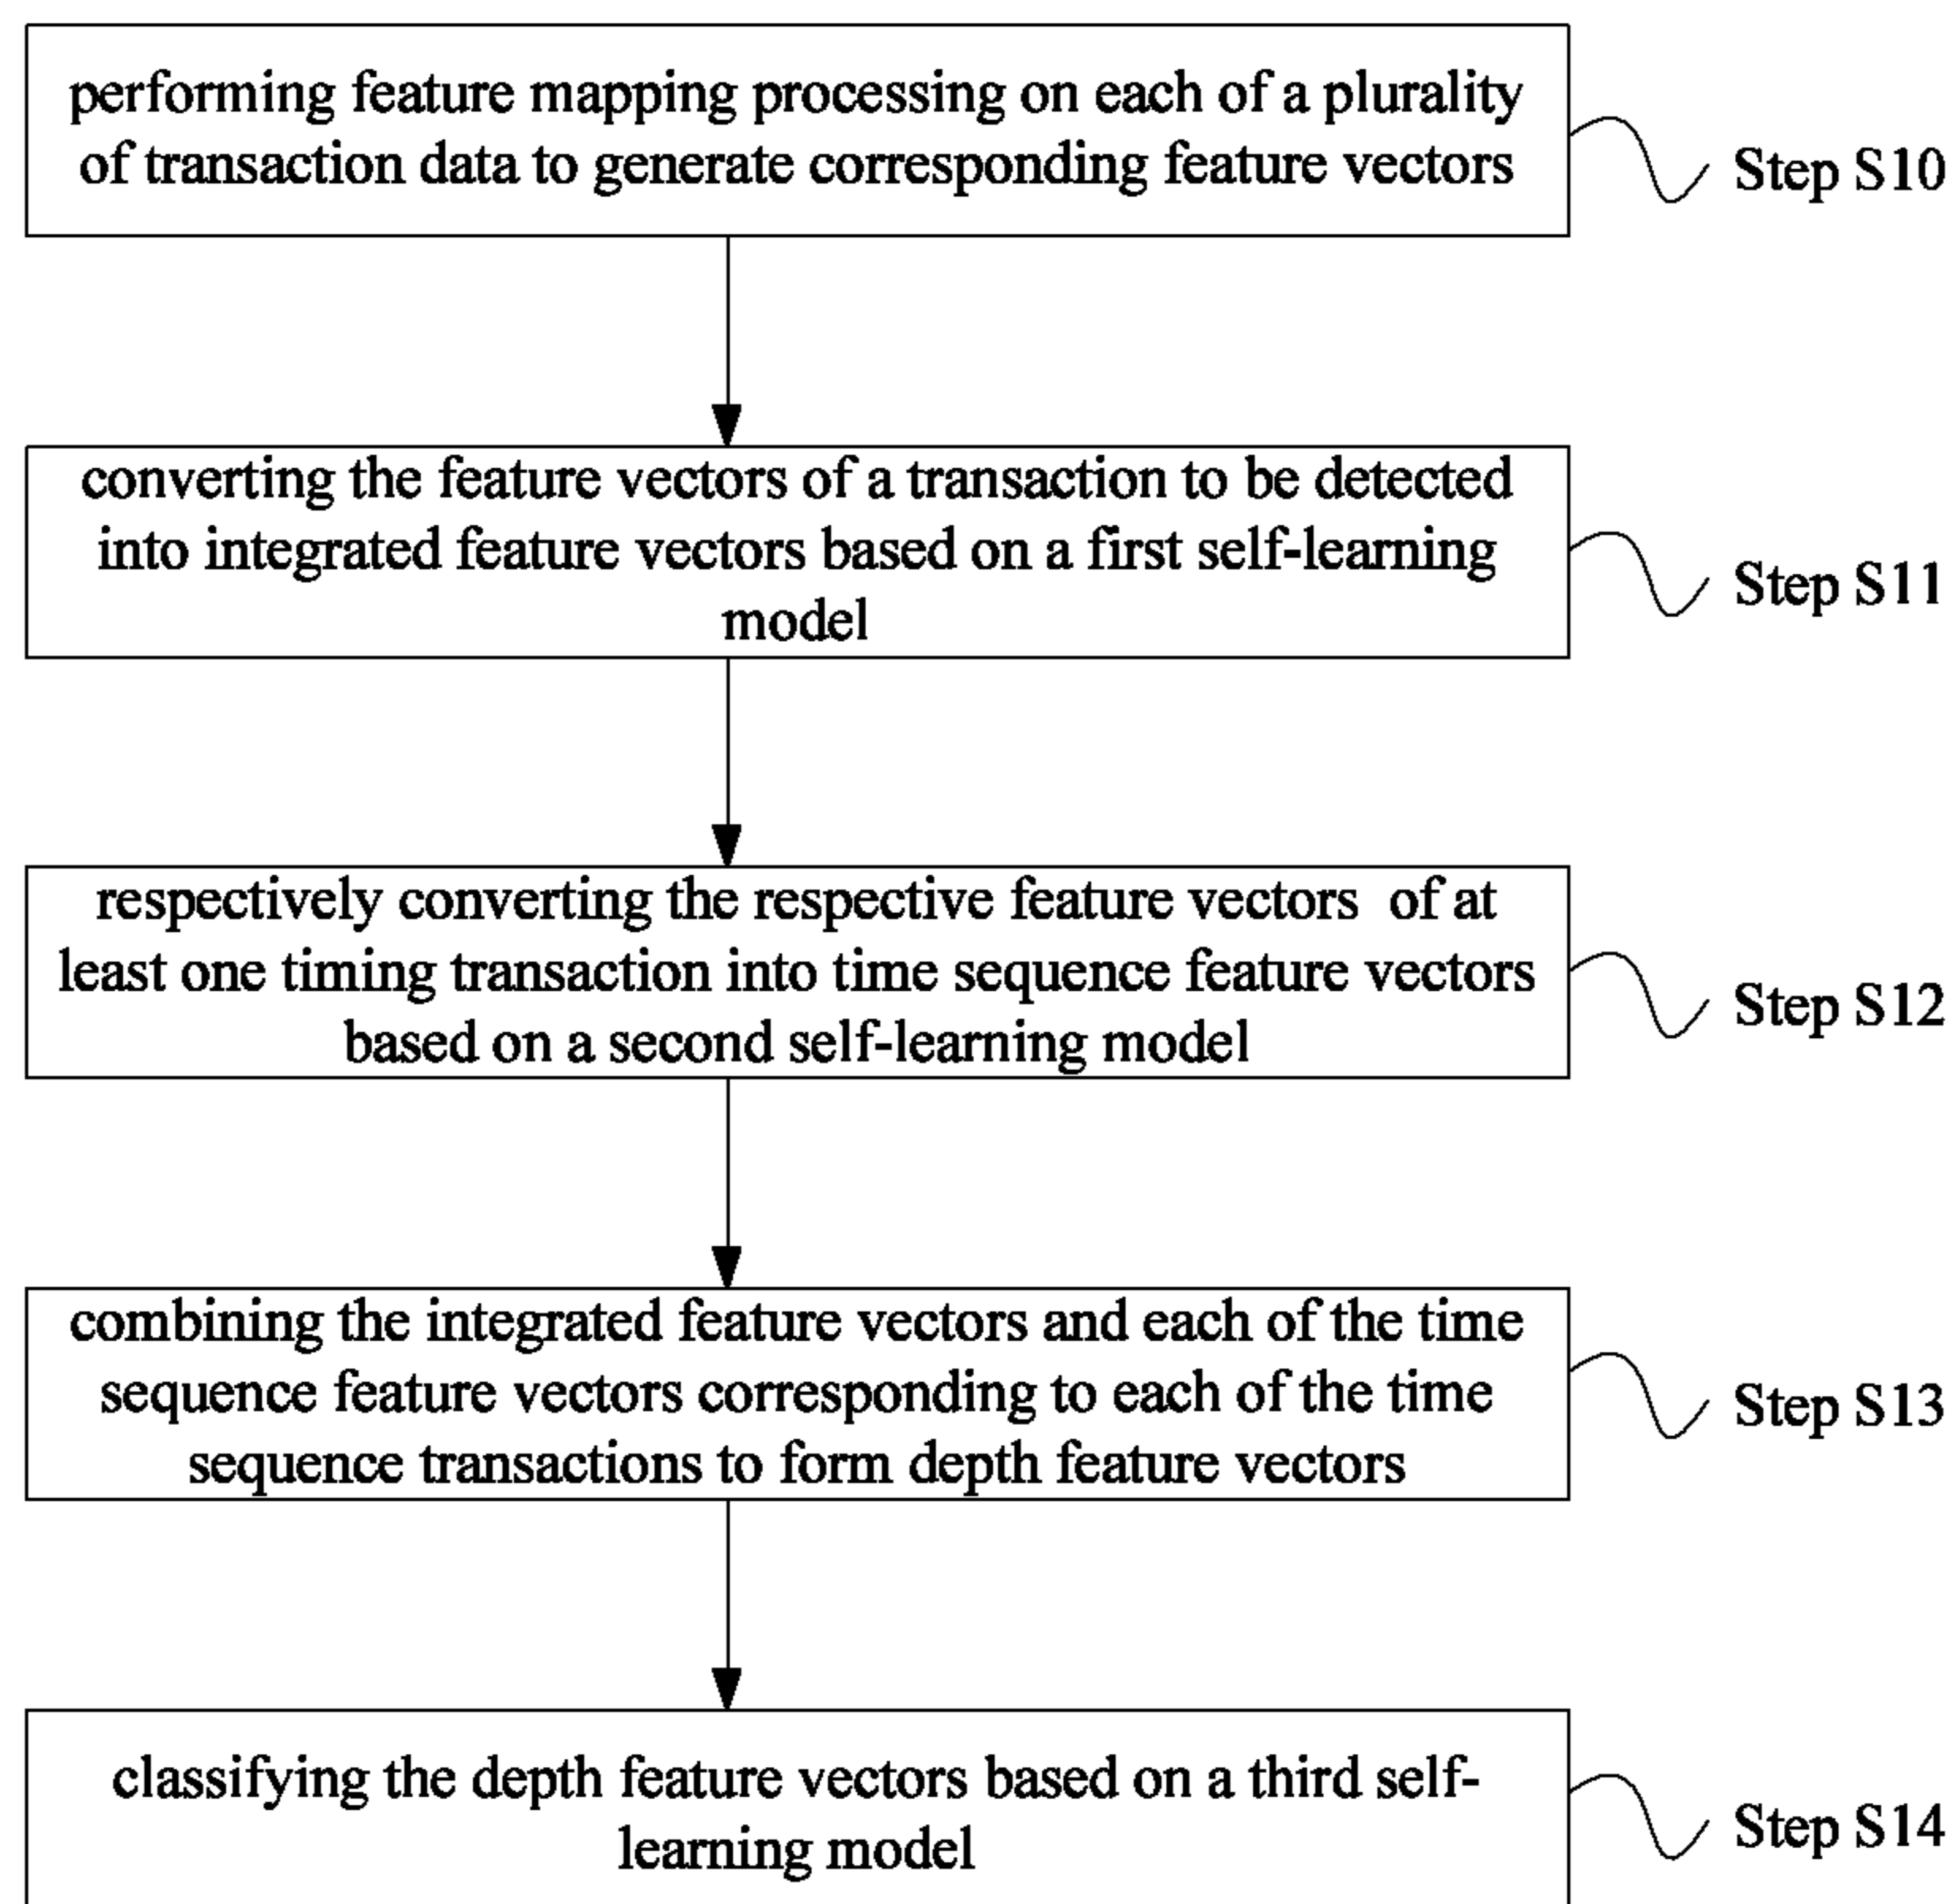 performing feature mapping processing on each of a plurality
of transaction data to generate corresponding feature vectors
Step S10
converting the feature vectors of a transaction to be detected
into integrated feature vectors based on a first self-learning
model
Step S11
respectively converting the respective feature vectors of at
least one timing transaction into time sequence feature vectors
based on a second self-learning model
Step S12
combining the integrated feature vectors and each of the time
sequence feature vectors corresponding to each of the time
sequence transactions to form depth feature vectors
Step S13
classifying the depth feature vectors based on a third self-
learning model
Step S14